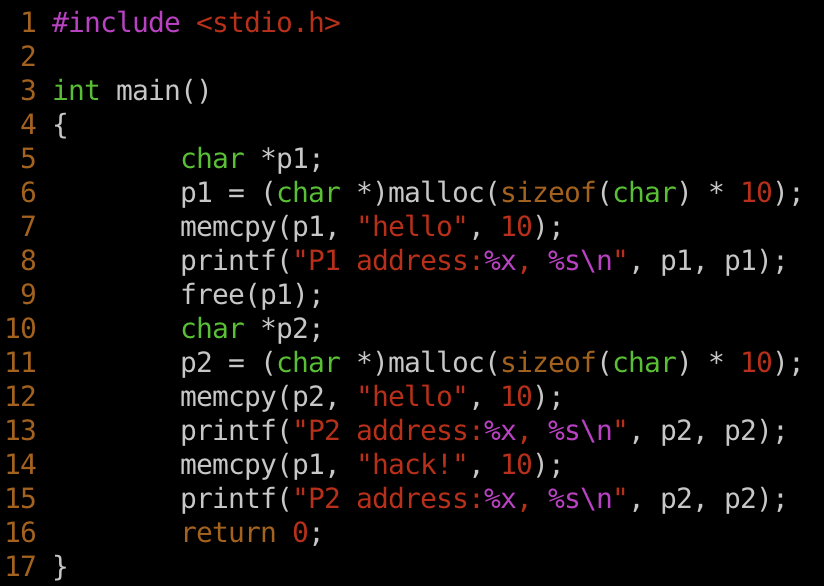 1 #include <stdio.h>
2
3 int main()
4 {
5         char *p1;
6         p1 = (char *)malloc(sizeof(char) * 10);
7         memcpy(p1, "hello", 10);
8         printf("P1 address:%x, %s\n", p1, p1);
9         free(p1);
10         char *p2;
11         p2 = (char *)malloc(sizeof(char) * 10);
12         memcpy(p2, "hello", 10);
13         printf("P2 address:%x, %s\n", p2, p2);
14         memcpy(p1, "hack!", 10);
15         printf("P2 address:%x, %s\n", p2, p2);
16         return 0;
17 }